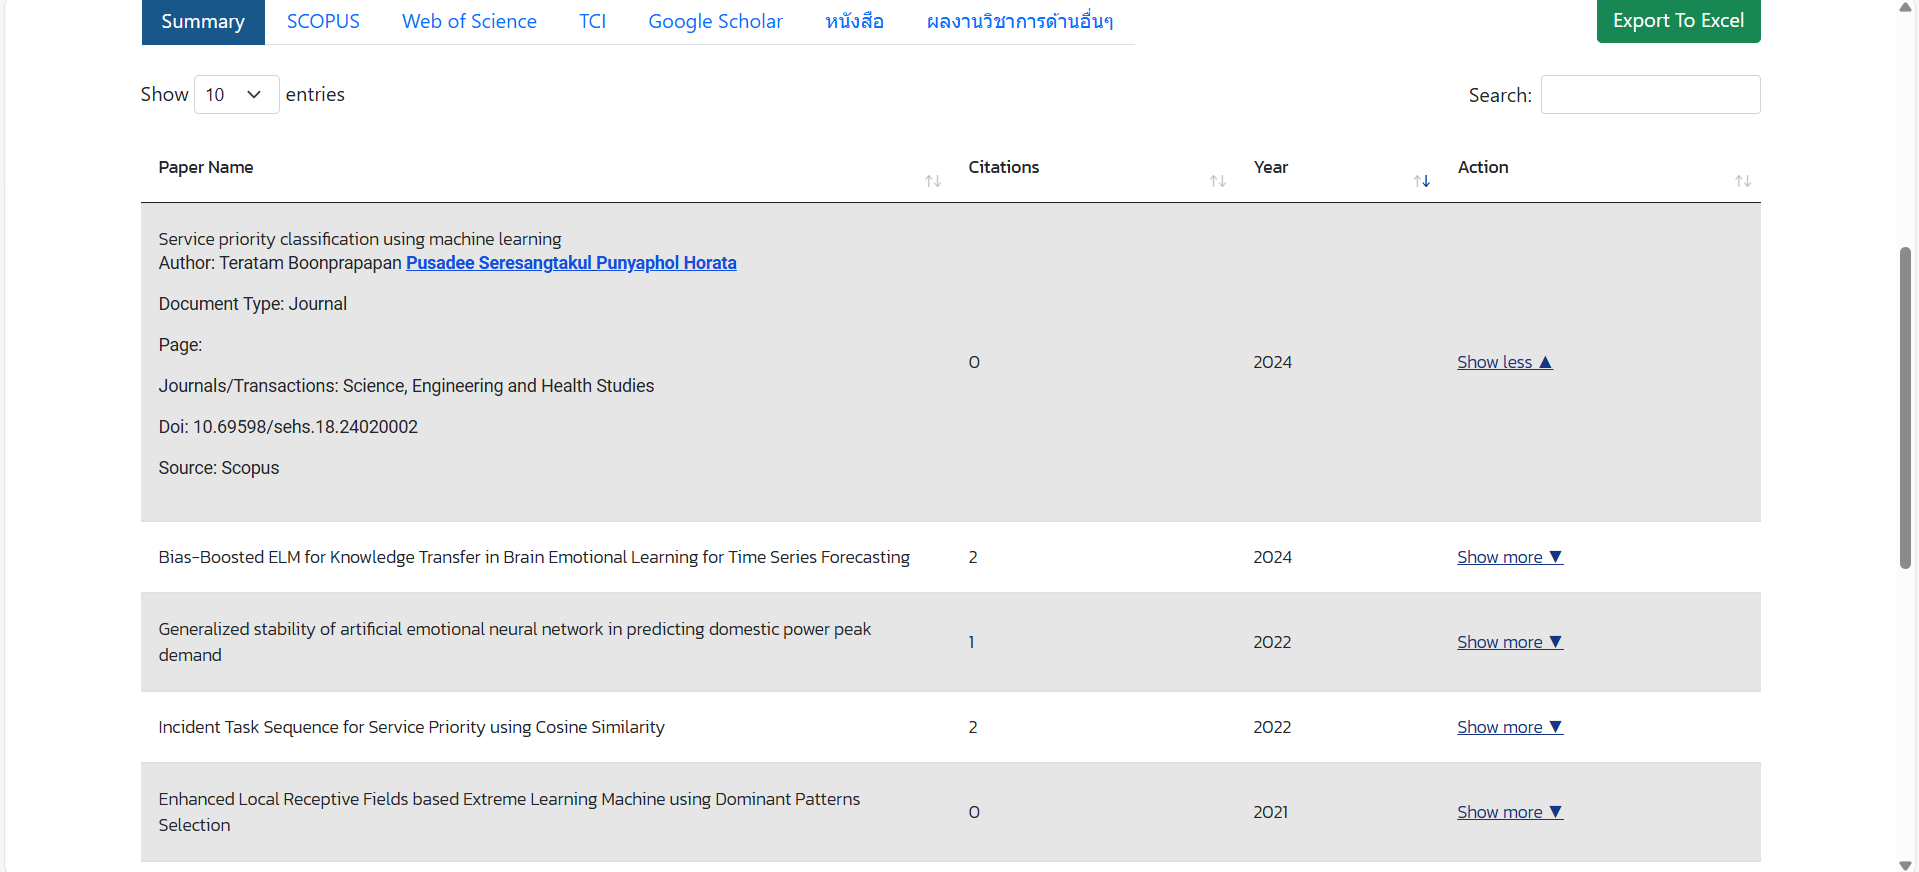 Summary
SCOPUS
Web of Science
TCI
Google Scholar
หนังสือ
ผลงานวิชาการด้านอื่นๆ
Export To Excel
Show 10 entries
Search:
Paper Name
Citations
Year
Action
Service priority classification using machine learning
Author: Teratam Boonprapapan Pusadee Seresangtakul Punyaphol Horata
Document Type: Journal
Page:
Journals/Transactions: Science, Engineering and Health Studies
Doi: 10.69598/sehs.18.24020002
Source: Scopus
0
2024
Show less ▲
Bias-Boosted ELM for Knowledge Transfer in Brain Emotional Learning for Time Series Forecasting
2
2024
Show more ▼
Generalized stability of artificial emotional neural network in predicting domestic power peak
demand
1
2022
Show more ▼
Incident Task Sequence for Service Priority using Cosine Similarity
2
2022
Show more ▼
Enhanced Local Receptive Fields based Extreme Learning Machine using Dominant Patterns
Selection
0
2021
Show more ▼